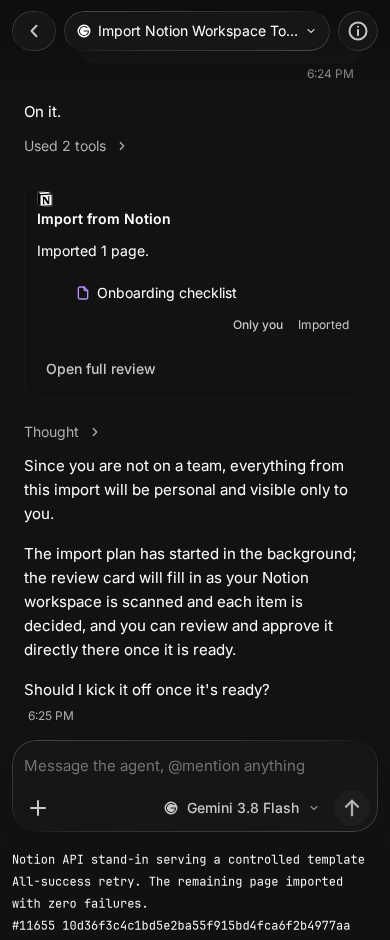 Import Notion Workspace To...
6:24 PM
On it.
Used 2 tools
Import from Notion
Imported 1 page.
Onboarding checklist
Only you Imported
Open full review
Thought
Since you are not on a team, everything from
this import will be personal and visible only to
you.
The import plan has started in the background;
the review card will fill in as your Notion
workspace is scanned and each item is
decided, and you can review and approve it
directly there once it is ready.
Should I kick it off once it's ready?
6:25 PM
Message the agent, @mention anything
Gemini 3.8 Flash
Notion API stand-in serving a controlled template
All-success retry. The remaining page imported
with zero failures.
#11655 10d36f3c4c1bd5e2ba55f915bd4fca6f2b4977aa